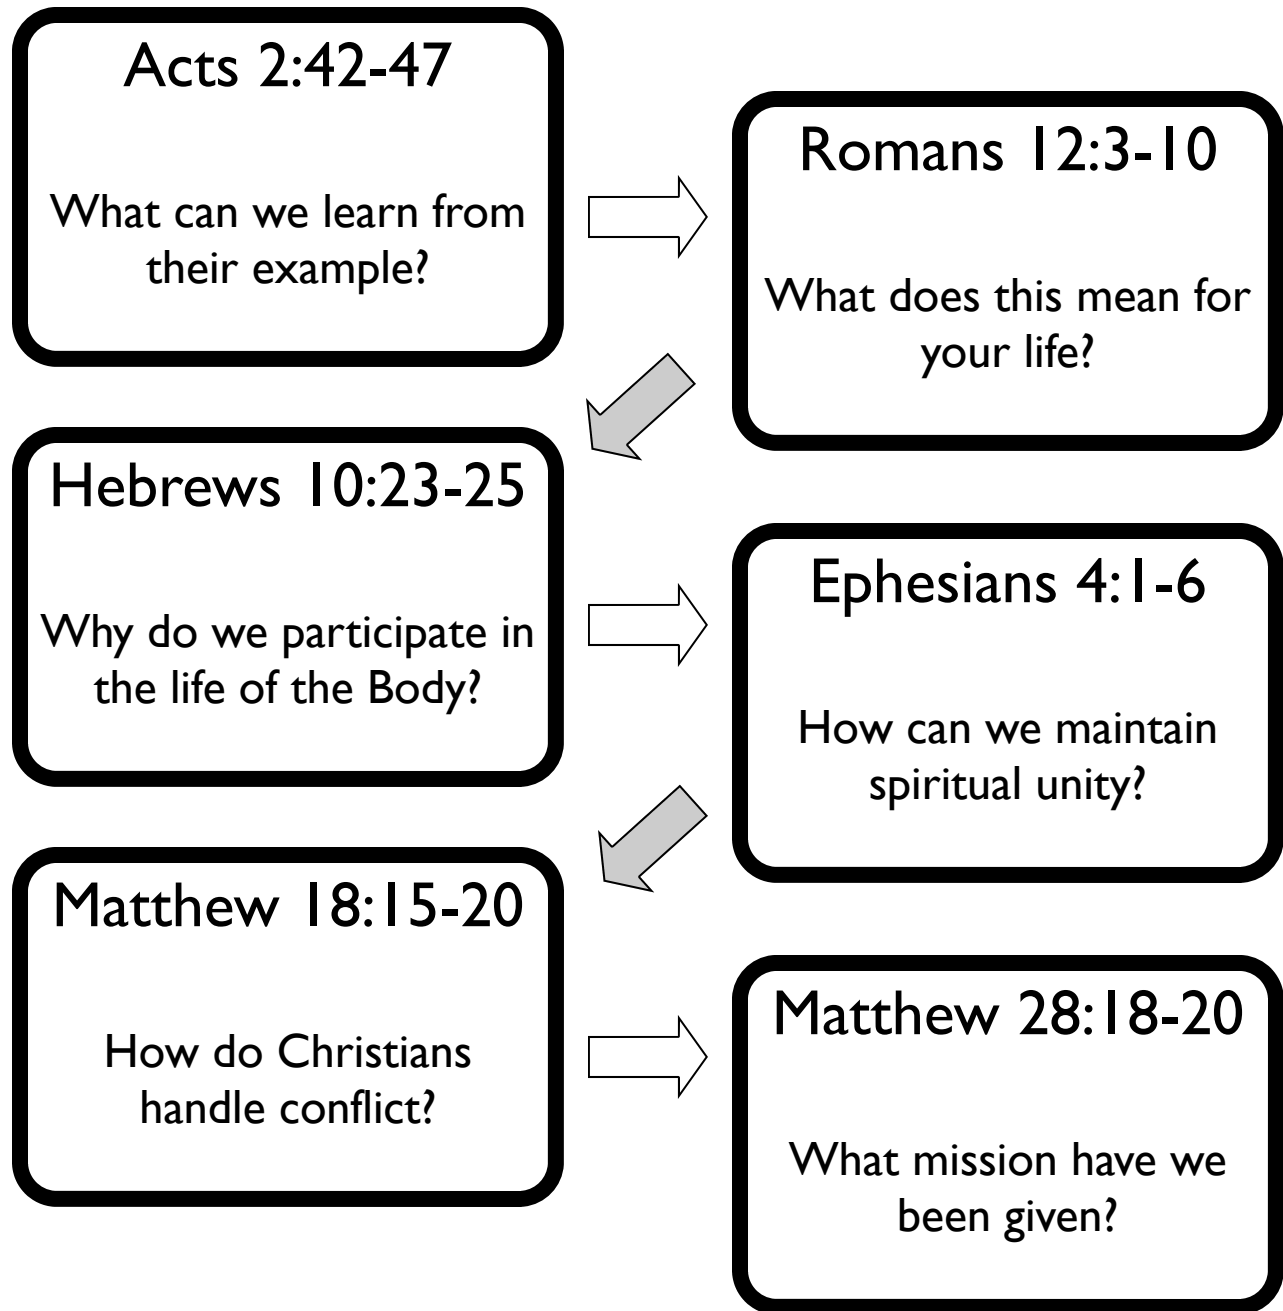 Acts 2:42-47
What can we learn from
their example?
Romans 12:3-10
What does this mean for
your life?
Hebrews 10:23-25
Why do we participate in
the life of the Body?
Ephesians 4:1-6
How can we maintain
spiritual unity?
Matthew 18:15-20
How do Christians
handle conflict?
Matthew 28:18-20
What mission have we
been given?